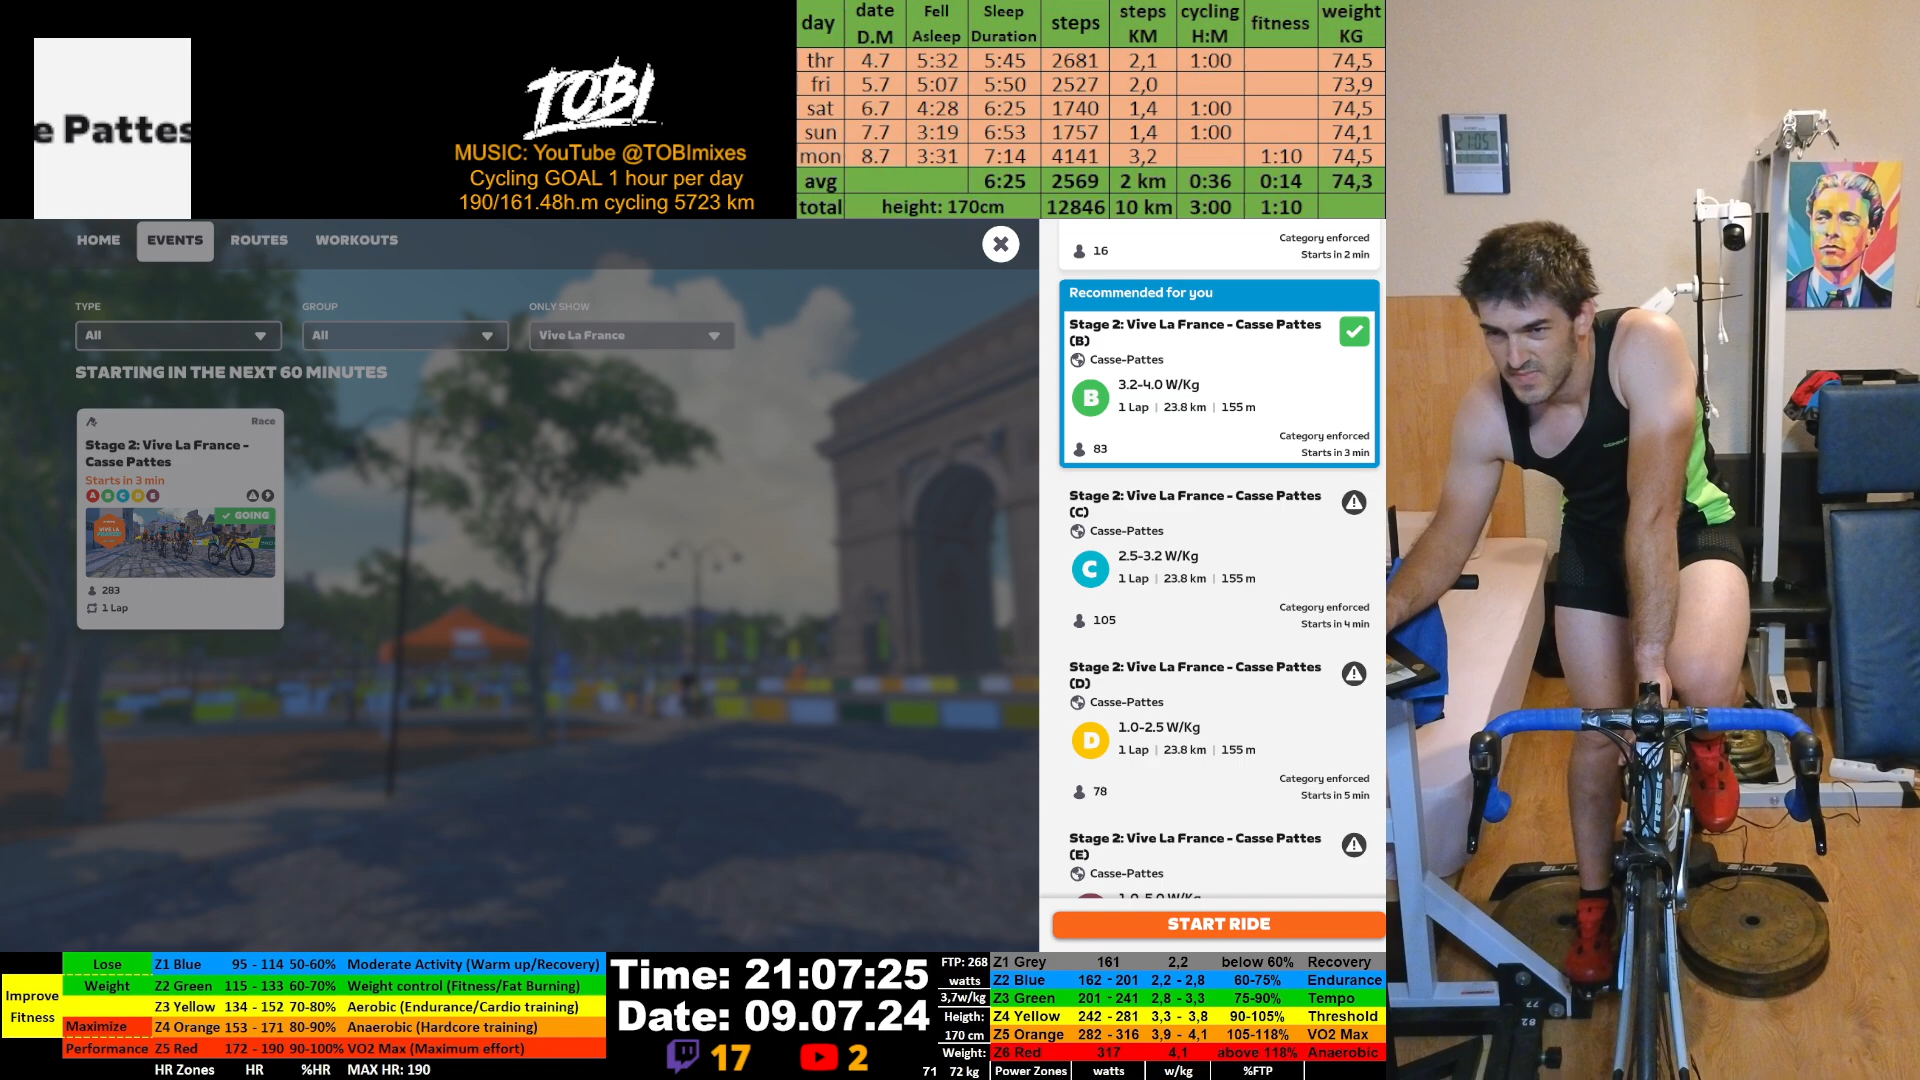 e Pattes
TOBI
MUSIC: YouTube @TOBImixes
Cycling GOAL 1 hour per day
190/161.48h.m cycling 5723 km
day date D.M Fell Asleep Sleep Duration steps steps KM cycling H:M fitness weight KG
thr 4.7 5:32 5:45 2681 2,1 1:00 74,5
fri 5.7 5:07 5:50 2527 2,0 73,9
sat 6.7 4:28 6:25 1740 1,4 1:00 74,5
sun 7.7 3:19 6:53 1757 1,4 1:00 74,1
mon 8.7 3:31 7:14 4141 3,2 1:10 74,5
avg 6:25 2569 2 km 0:36 0:14 74,3
total height: 170cm 12846 10 km 3:00 1:10
HOME EVENTS ROUTES WORKOUTS
TYPE GROUP ONLY SHOW
All All Vive La France
STARTING IN THE NEXT 60 MINUTES
Race
Stage 2: Vive La France -
Casse Pattes
Starts in 3 min
A B C D E
GOING
283
1 Lap
Category enforced
16 Starts in 2 min
Recommended for you
Stage 2: Vive La France - Casse Pattes
(B)
Casse-Pattes
B 3.2-4.0 W/Kg
1 Lap | 23.8 km | 155 m
Category enforced
83 Starts in 3 min
Stage 2: Vive La France - Casse Pattes
(C)
Casse-Pattes
C 2.5-3.2 W/Kg
1 Lap | 23.8 km | 155 m
Category enforced
105 Starts in 4 min
Stage 2: Vive La France - Casse Pattes
(D)
Casse-Pattes
D 1.0-2.5 W/Kg
1 Lap | 23.8 km | 155 m
Category enforced
78 Starts in 5 min
Stage 2: Vive La France - Casse Pattes
(E)
Casse-Pattes
1.0-5.0 W/Kg
START RIDE
21:05
TREK
ELITE
Improve Fitness
Lose Weight
Maximize Performance
Z1 Blue 95 - 114 50-60% Moderate Activity (Warm up/Recovery)
Z2 Green 115 - 133 60-70% Weight control (Fitness/Fat Burning)
Z3 Yellow 134 - 152 70-80% Aerobic (Endurance/Cardio training)
Z4 Orange 153 - 171 80-90% Anaerobic (Hardcore training)
Z5 Red 172 - 190 90-100% VO2 Max (Maximum effort)
HR Zones HR %HR MAX HR: 190
Time: 21:07:25
Date: 09.07.24
17 2
FTP: 268
watts
3,7w/kg
Heigth:
170 cm
Weight:
71 72 kg
Z1 Grey 161 2,2 below 60% Recovery
Z2 Blue 162 - 201 2,2 - 2,8 60-75% Endurance
Z3 Green 201 - 241 2,8 - 3,3 75-90% Tempo
Z4 Yellow 242 - 281 3,3 - 3,8 90-105% Threshold
Z5 Orange 282 - 316 3,9 - 4,1 105-118% VO2 Max
Z6 Red 317 4,1 above 118% Anaerobic
Power Zones watts w/kg %FTP